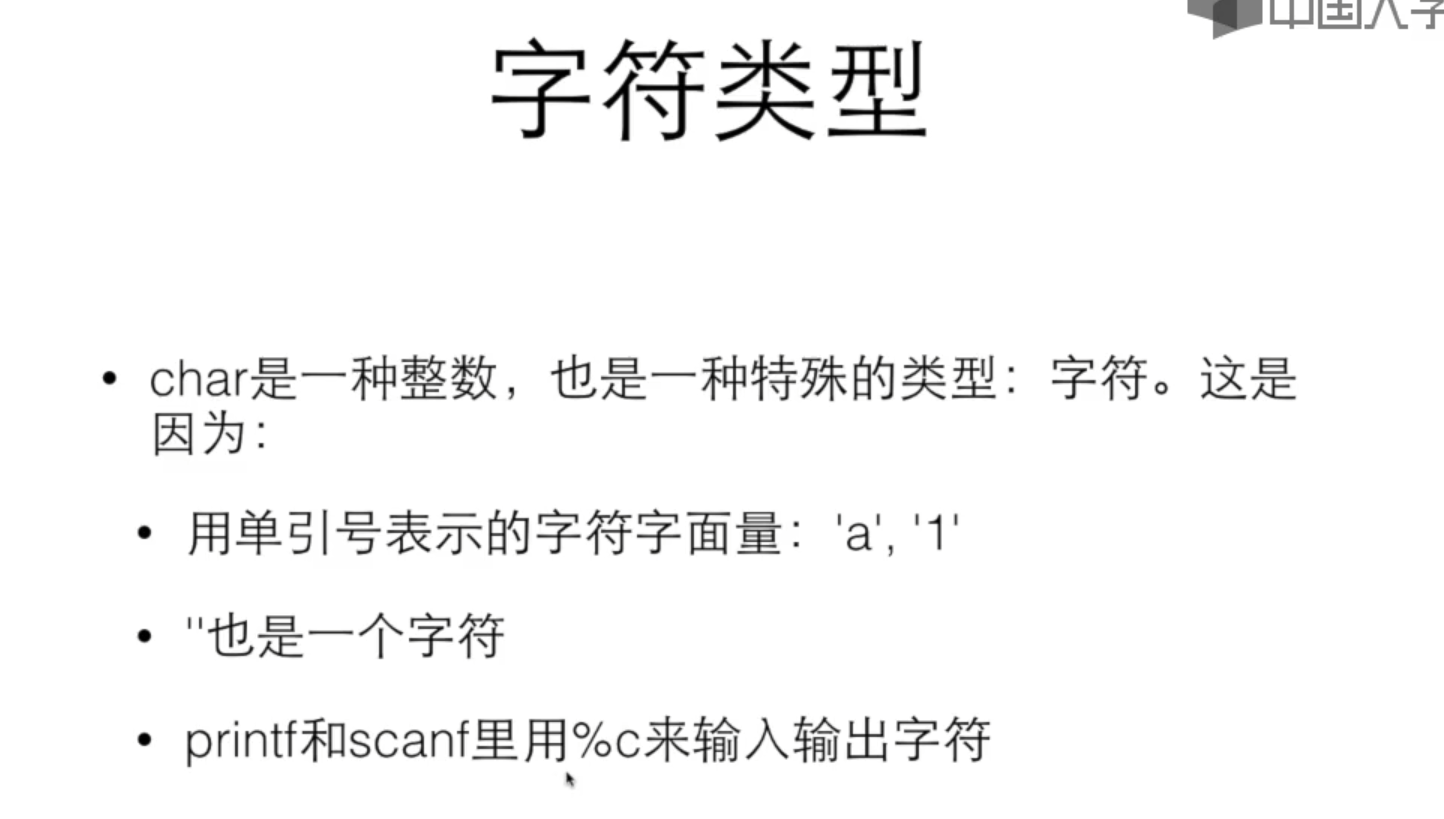 中国大学
字符类型
• char是一种整数，也是一种特殊的类型：字符。这是
因为：
• 用单引号表示的字符字面量：'a', '1'
• ''也是一个字符
• printf和scanf里用%c来输入输出字符